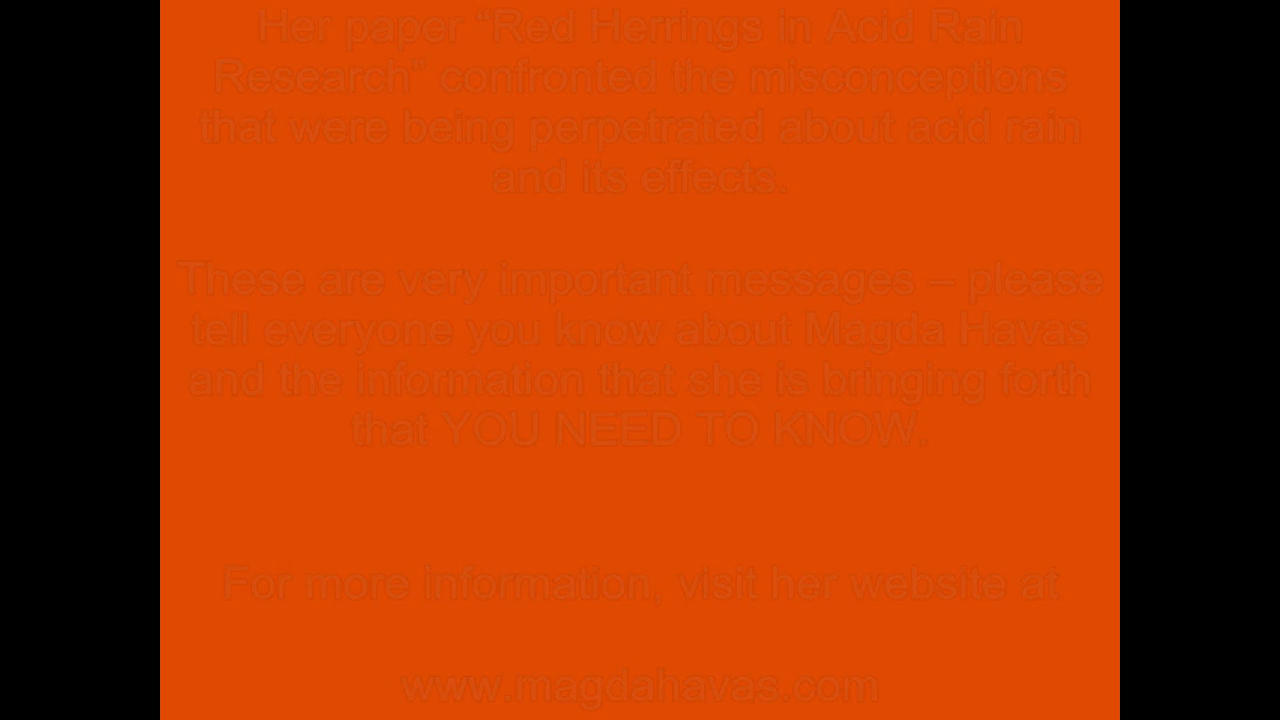 Her paper “Red Herrings in Acid Rain
Research” confronted the misconceptions
that were being perpetrated about acid rain
and its effects.
These are very important messages – please
tell everyone you know about Magda Havas
and the information that she is bringing forth
that YOU NEED TO KNOW.
For more information, visit her website at
www.magdahavas.com